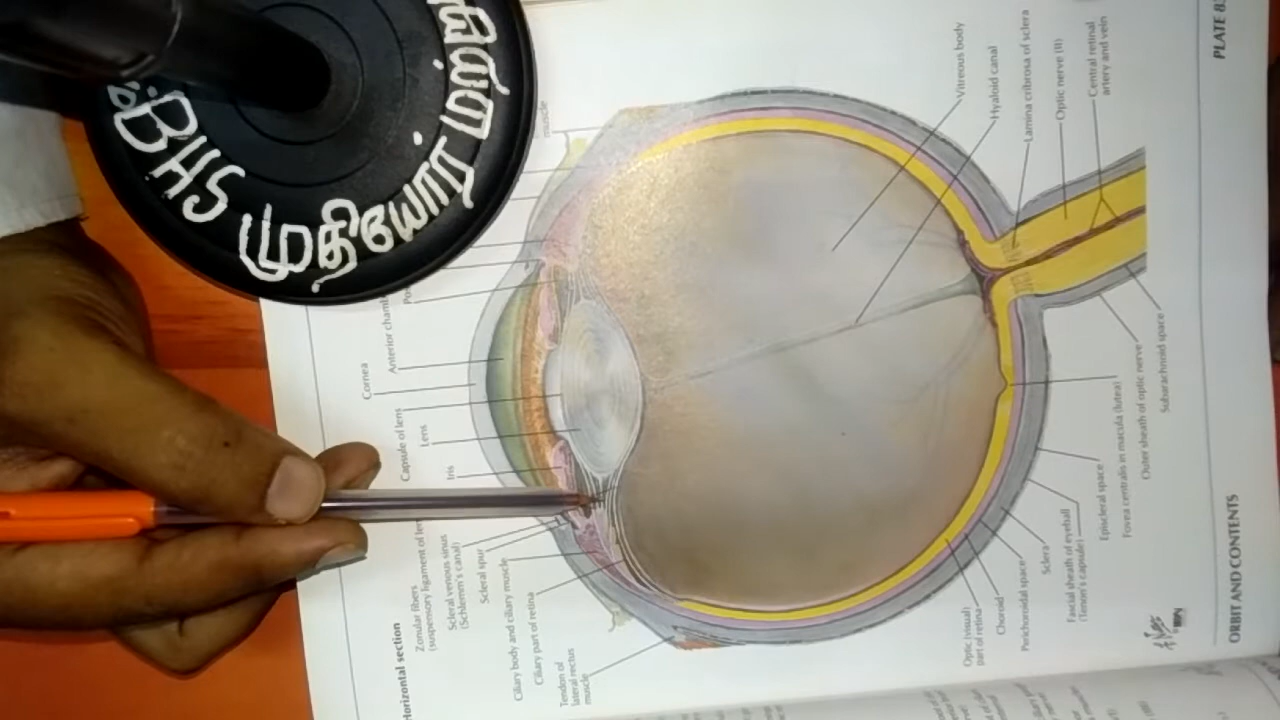 BHS
முதியோர்
Horizontal section
Zonular fibers
(suspensory ligament of len
Scleral venous sinus
(Schlemm's canal)
Scleral spur
Ciliary body and ciliary muscle
Ciliary part of retina
Tendon of
lateral rectus
muscle
Iris
Lens
Capsule of lens
Cornea
Anterior chamb
Po
muscle
Vitreous body
Hyaloid canal
Lamina cribrosa of sclera
Optic nerve (II)
Central retinal
artery and vein
Optic (visual)
part of retina
Choroid
Perichoroidal space
Sclera
Fascial sheath of eyeball
(Tenon's capsule)
Episcleral space
Fovea centralis in macula (lutea)
Outer sheath of optic nerve
Subarachnoid space
ORBIT AND CONTENTS
PLATE 8